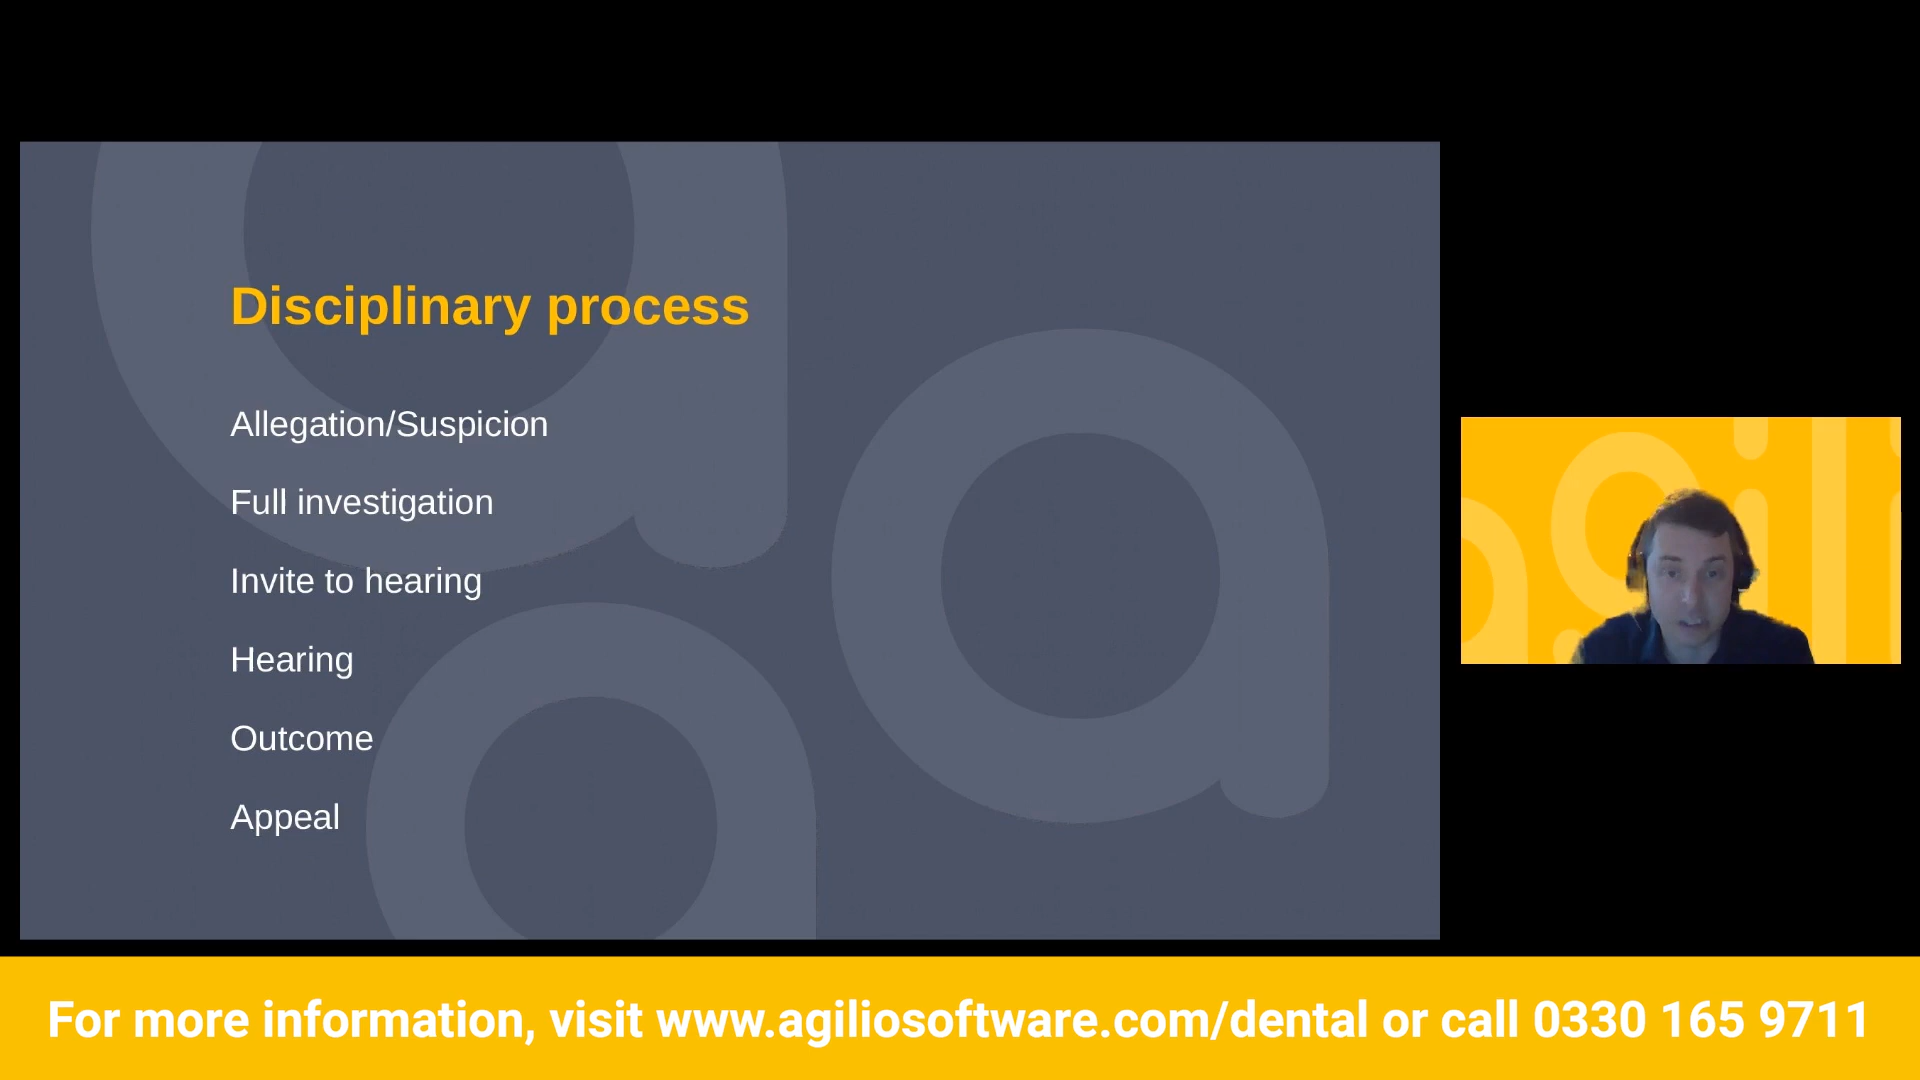 Disciplinary process
Allegation/Suspicion
Full investigation
Invite to hearing
Hearing
Outcome
Appeal
For more information, visit www.agiliosoftware.com/dental or call 0330 165 9711